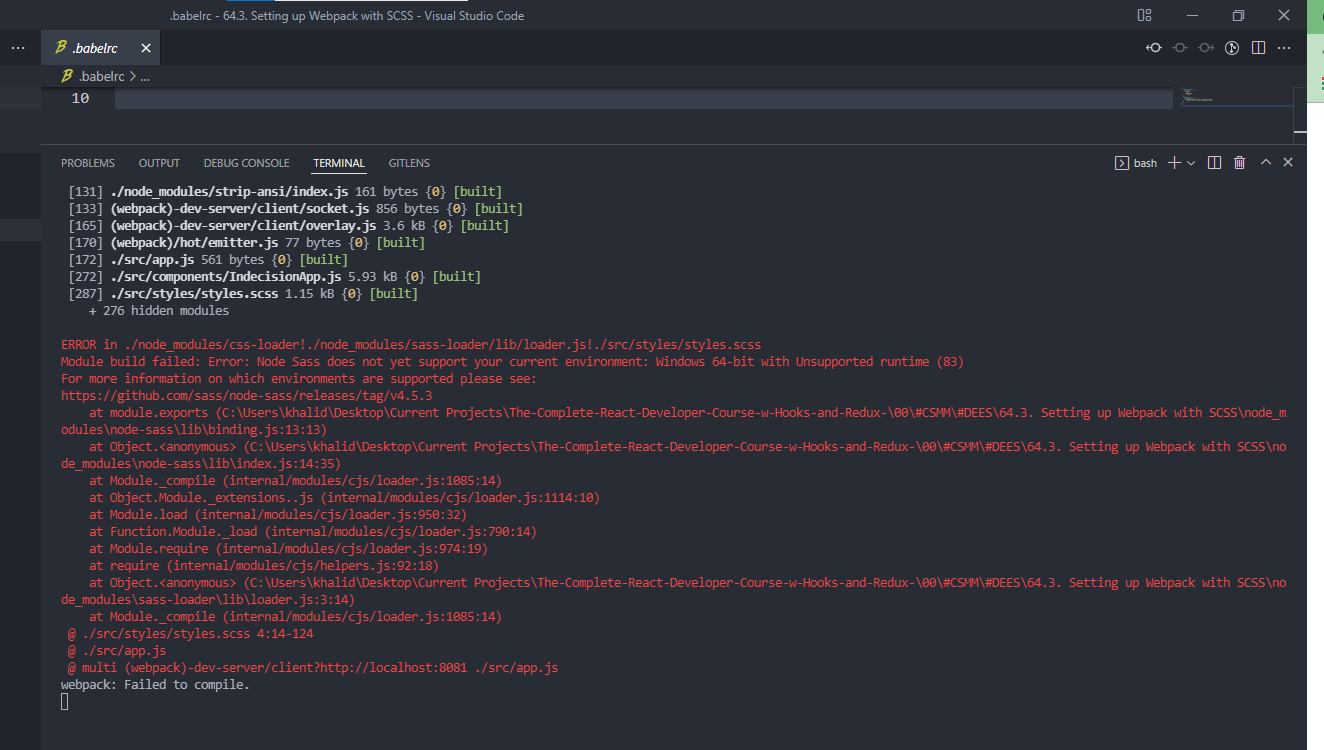 .babelrc - 64.3. Setting up Webpack with SCSS - Visual Studio Code
.babelrc
.babelrc > ...
10
PROBLEMS OUTPUT DEBUG CONSOLE TERMINAL GITLENS
bash
[131] ./node_modules/strip-ansi/index.js 161 bytes {0} [built]
[133] (webpack)-dev-server/client/socket.js 856 bytes {0} [built]
[165] (webpack)-dev-server/client/overlay.js 3.6 kB {0} [built]
[170] (webpack)/hot/emitter.js 77 bytes {0} [built]
[172] ./src/app.js 561 bytes {0} [built]
[272] ./src/components/IndecisionApp.js 5.93 kB {0} [built]
[287] ./src/styles/styles.scss 1.15 kB {0} [built]
+ 276 hidden modules
ERROR in ./node_modules/css-loader!./node_modules/sass-loader/lib/loader.js!./src/styles/styles.scss
Module build failed: Error: Node Sass does not yet support your current environment: Windows 64-bit with Unsupported runtime (83)
For more information on which environments are supported please see:
https://github.com/sass/node-sass/releases/tag/v4.5.3
at module.exports (C:\Users\khalid\Desktop\Current Projects\The-Complete-React-Developer-Course-w-Hooks-and-Redux-\00\#CSMM\#DEES\64.3. Setting up Webpack with SCSS\node_m
odules\node-sass\lib\binding.js:13:13)
at Object.<anonymous> (C:\Users\khalid\Desktop\Current Projects\The-Complete-React-Developer-Course-w-Hooks-and-Redux-\00\#CSMM\#DEES\64.3. Setting up Webpack with SCSS\no
de_modules\node-sass\lib\index.js:14:35)
at Module._compile (internal/modules/cjs/loader.js:1085:14)
at Object.Module._extensions..js (internal/modules/cjs/loader.js:1114:10)
at Module.load (internal/modules/cjs/loader.js:950:32)
at Function.Module._load (internal/modules/cjs/loader.js:790:14)
at Module.require (internal/modules/cjs/loader.js:974:19)
at require (internal/modules/cjs/helpers.js:92:18)
at Object.<anonymous> (C:\Users\khalid\Desktop\Current Projects\The-Complete-React-Developer-Course-w-Hooks-and-Redux-\00\#CSMM\#DEES\64.3. Setting up Webpack with SCSS\no
de_modules\sass-loader\lib\loader.js:3:14)
at Module._compile (internal/modules/cjs/loader.js:1085:14)
@ ./src/styles/styles.scss 4:14-124
@ ./src/app.js
@ multi (webpack)-dev-server/client?http://localhost:8081 ./src/app.js
webpack: Failed to compile.